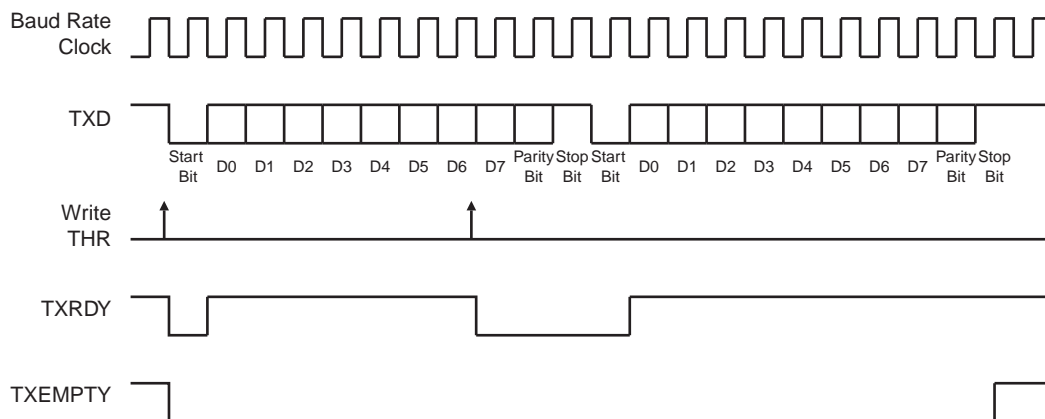 Baud Rate
Clock
TXD
Start
Bit
D0
D1
D2
D3
D4
D5
D6
D7
Parity
Bit
Stop
Bit
Start
Bit
D0
D1
D2
D3
D4
D5
D6
D7
Parity
Bit
Stop
Bit
Write
THR
TXRDY
TXEMPTY